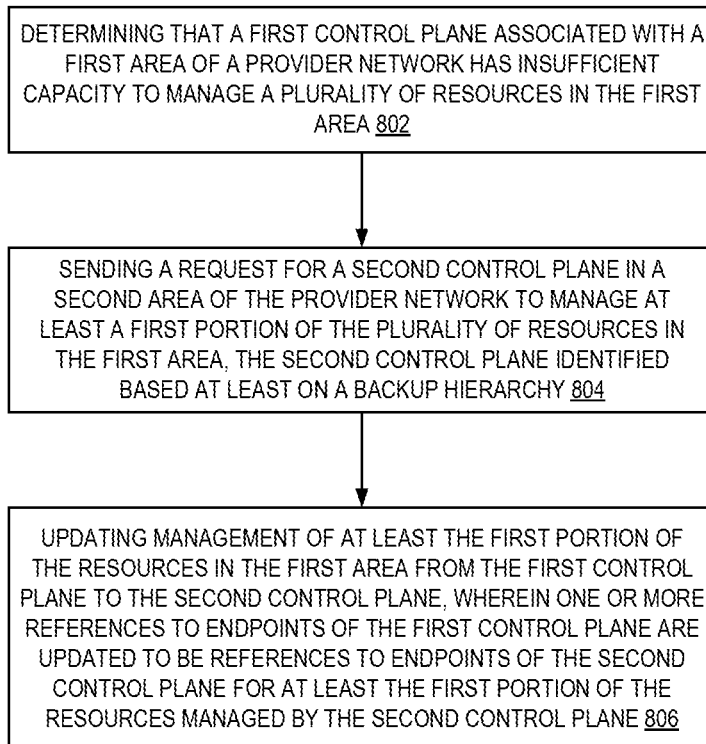 DETERMINING THAT A FIRST CONTROL PLANE ASSOCIATED WITH A
FIRST AREA OF A PROVIDER NETWORK HAS INSUFFICIENT
CAPACITY TO MANAGE A PLURALITY OF RESOURCES IN THE FIRST
AREA 802
SENDING A REQUEST FOR A SECOND CONTROL PLANE IN A
SECOND AREA OF THE PROVIDER NETWORK TO MANAGE AT
LEAST A FIRST PORTION OF THE PLURALITY OF RESOURCES IN
THE FIRST AREA, THE SECOND CONTROL PLANE IDENTIFIED
BASED AT LEAST ON A BACKUP HIERARCHY 804
UPDATING MANAGEMENT OF AT LEAST THE FIRST PORTION OF
THE RESOURCES IN THE FIRST AREA FROM THE FIRST CONTROL
PLANE TO THE SECOND CONTROL PLANE, WHEREIN ONE OR MORE
REFERENCES TO ENDPOINTS OF THE FIRST CONTROL PLANE ARE
UPDATED TO BE REFERENCES TO ENDPOINTS OF THE SECOND
CONTROL PLANE FOR AT LEAST THE FIRST PORTION OF THE
RESOURCES MANAGED BY THE SECOND CONTROL PLANE 806